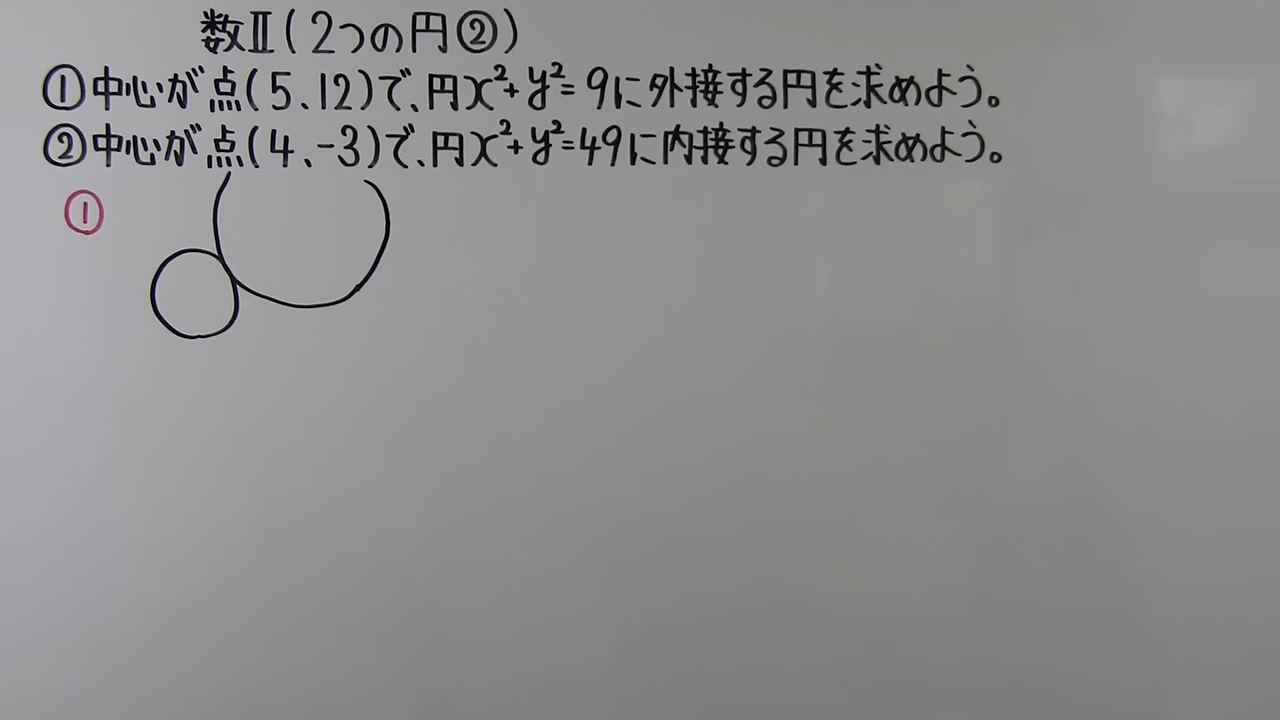 数Ⅱ(2つの円②)
①中心が点(5、12)で、円x²+y²=9に外接する円を求めよう。
②中心が点(4、-3)で、円x²+y²=49に内接する円を求めよう。
①